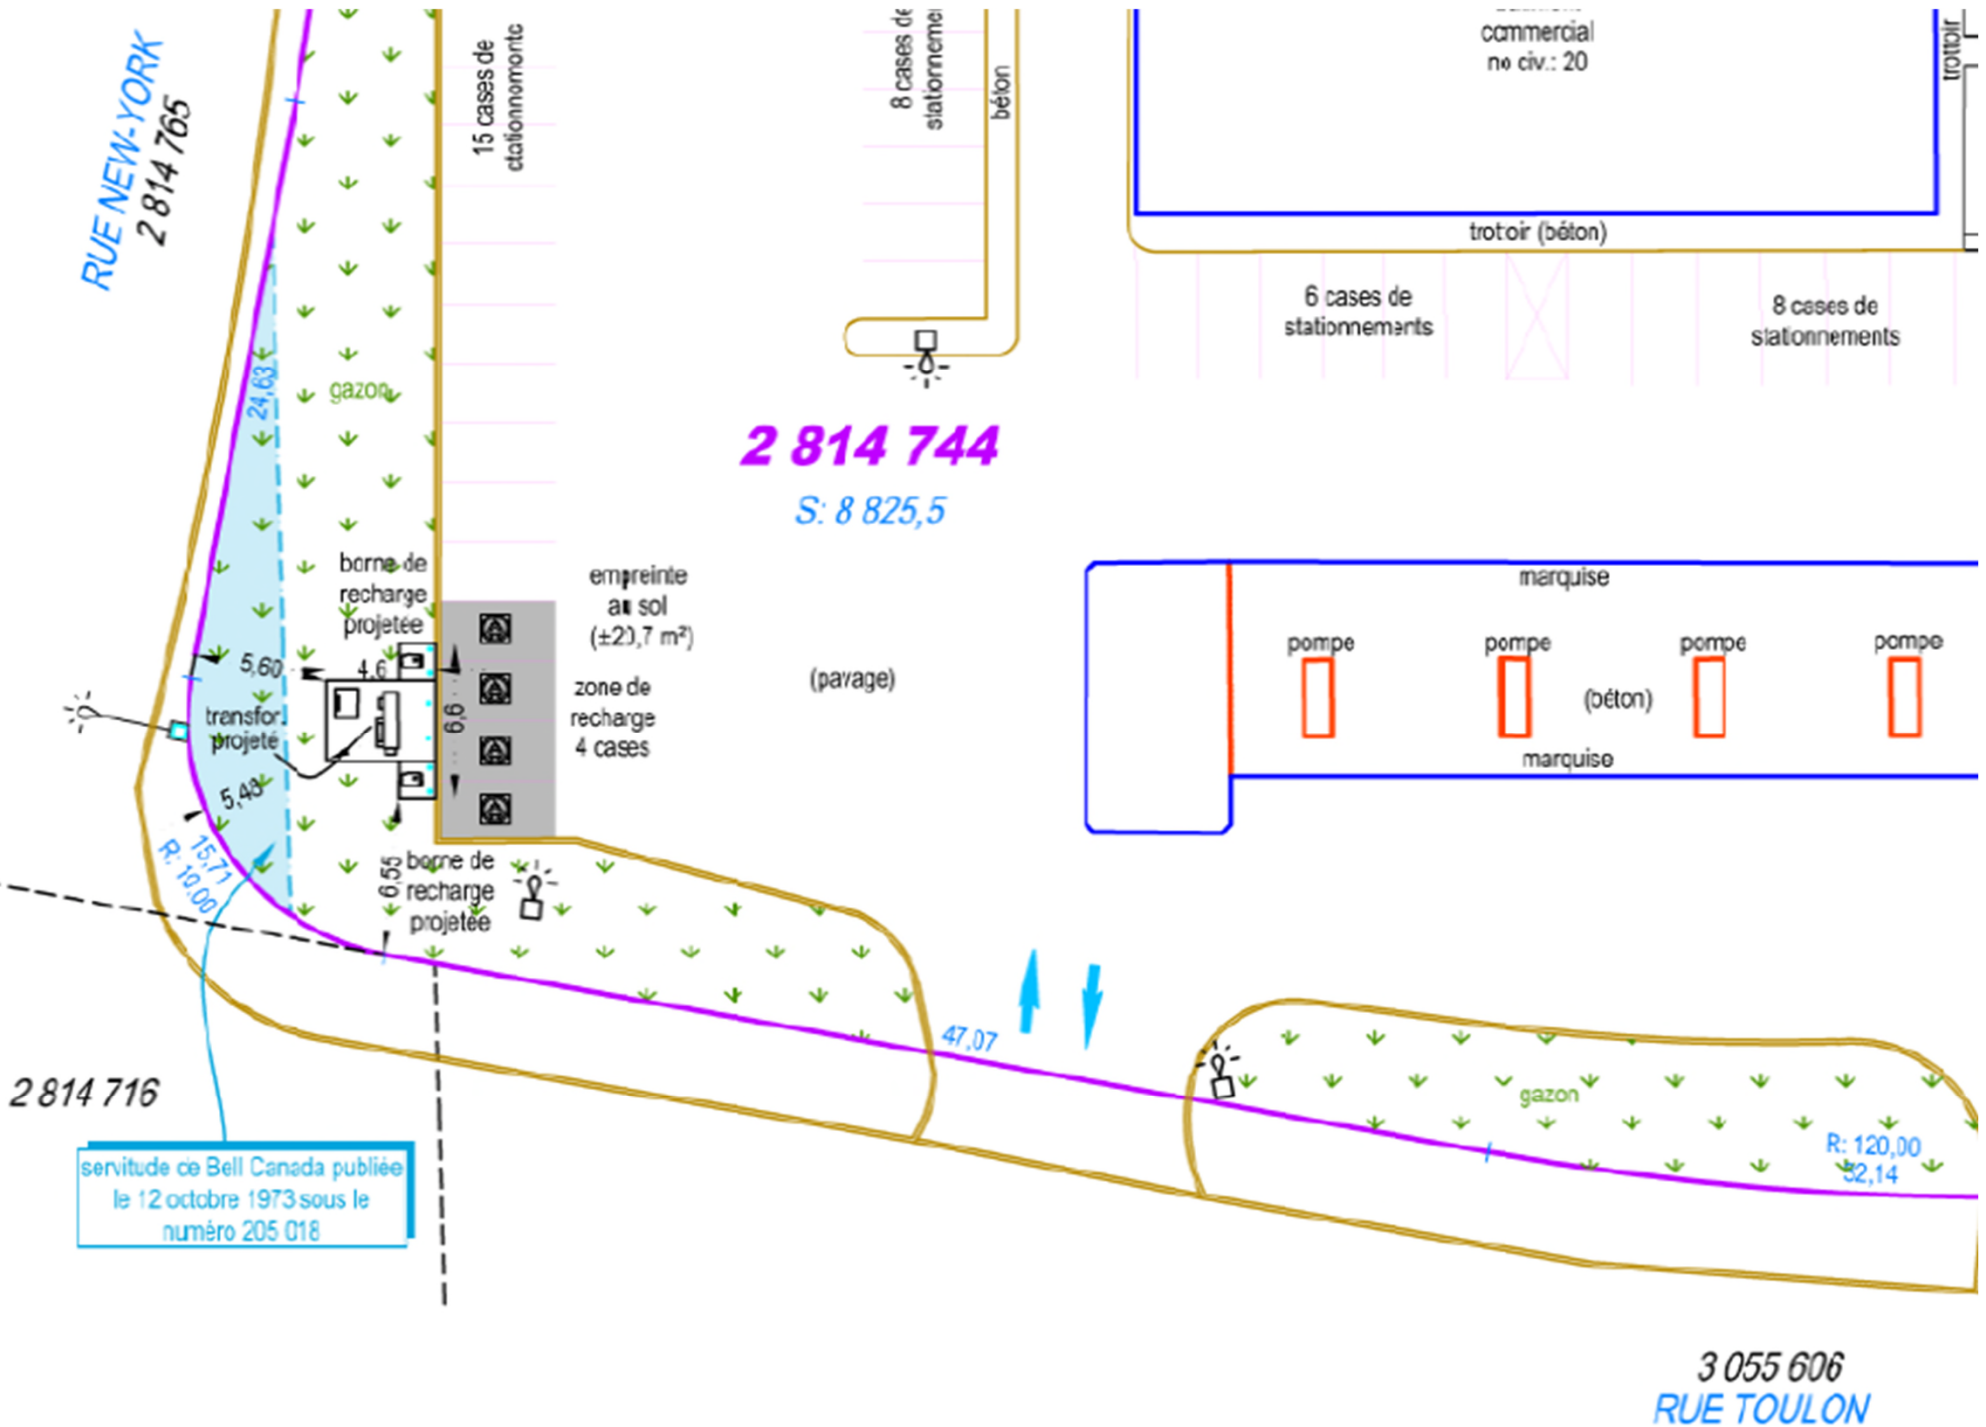 commercial
no civ.: 20
trottoir
RUE NEW-YORK
2 814 765
15 cases de
8 cases de
béton
trottoir (béton)
6 cases de
stationnements
8 cases de
stationnements
24,63
gazon
2 814 744
S: 8 825,5
borne de
recharge
projetée
empreinte
au sol
(±20,7 m²)
zone de
recharge
4 cases
(pavage)
marquise
pompe
pompe
pompe
pompe
(béton)
marquise
5,60
4,6
6,6
transfor.
projeté
5,48
15,71
R: 10,00
6,55
borne de
recharge
projetée
47,07
2 814 716
servitude de Bell Canada publiée
le 12 octobre 1973 sous le
numéro 205 018
gazon
R: 120,00
52,14
3 055 606
RUE TOULON